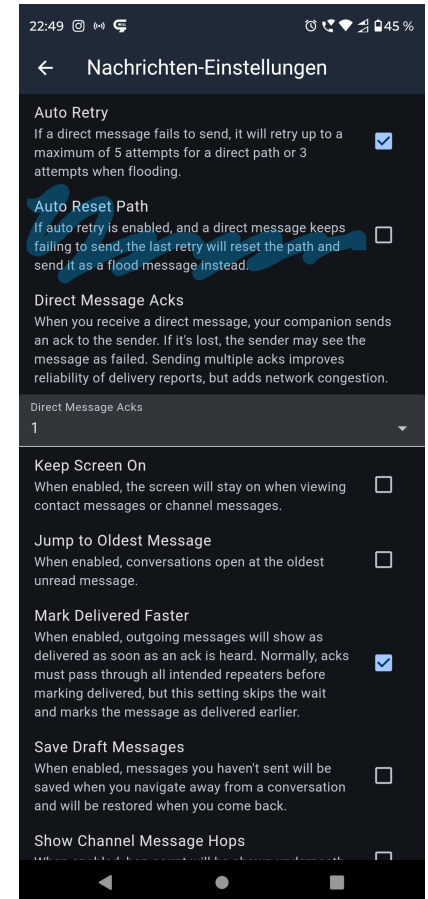 22:49 45 %
Nachrichten-Einstellungen
Auto Retry
If a direct message fails to send, it will retry up to a
maximum of 5 attempts for a direct path or 3
attempts when flooding.
Auto Reset Path
If auto retry is enabled, and a direct message keeps
failing to send, the last retry will reset the path and
send it as a flood message instead.
Direct Message Acks
When you receive a direct message, your companion sends
an ack to the sender. If it's lost, the sender may see the
message as failed. Sending multiple acks improves
reliability of delivery reports, but adds network congestion.
Direct Message Acks
1
Keep Screen On
When enabled, the screen will stay on when viewing
contact messages or channel messages.
Jump to Oldest Message
When enabled, conversations open at the oldest
unread message.
Mark Delivered Faster
When enabled, outgoing messages will show as
delivered as soon as an ack is heard. Normally, acks
must pass through all intended repeaters before
marking delivered, but this setting skips the wait
and marks the message as delivered earlier.
Save Draft Messages
When enabled, messages you haven't sent will be
saved when you navigate away from a conversation
and will be restored when you come back.
Show Channel Message Hops
When enabled, hop count will be shown underneath